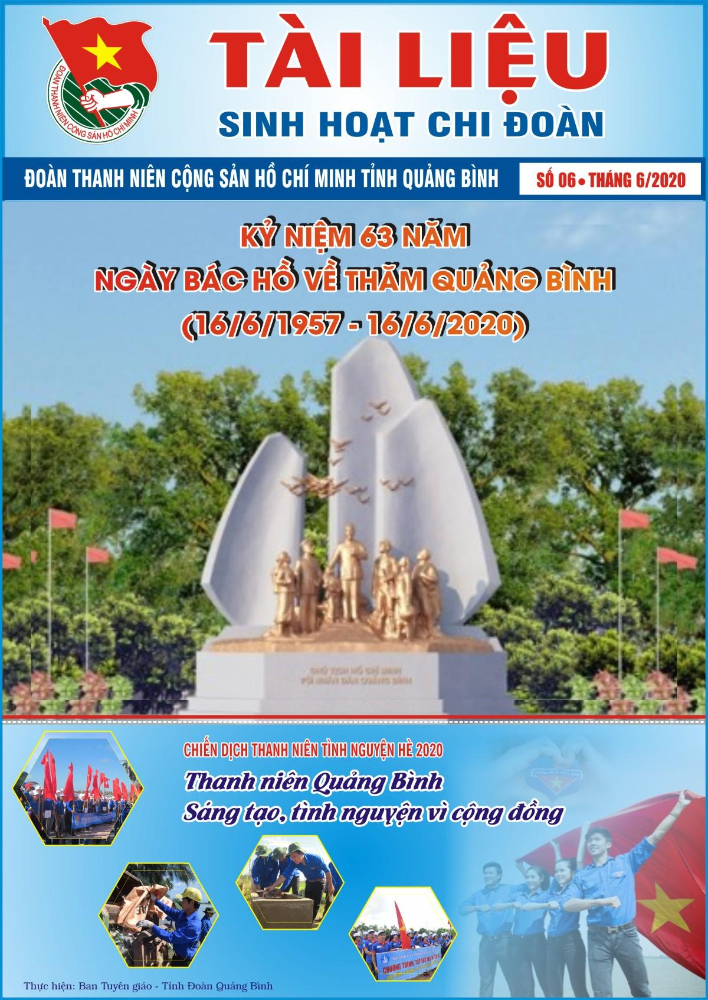 TÀI LIỆU
SINH HOẠT CHI ĐOÀN
ĐOÀN THANH NIÊN CỘNG SẢN HỒ CHÍ MINH
ĐOÀN THANH NIÊN CỘNG SẢN HỒ CHÍ MINH TỈNH QUẢNG BÌNH
SỐ 06 • THÁNG 6/2020
KỶ NIỆM 63 NĂM
NGÀY BÁC HỒ VỀ THĂM QUẢNG BÌNH
(16/6/1957 - 16/6/2020)
CHỦ TỊCH HỒ CHÍ MINH
VỚI NHÂN DÂN QUẢNG BÌNH
CHIẾN DỊCH THANH NIÊN TÌNH NGUYỆN HÈ 2020
Thanh niên Quảng Bình
Sáng tạo, tình nguyện vì cộng đồng
CHƯƠNG TRÌNH "TIẾP SỨC MÙA THI"
Thực hiện: Ban Tuyên giáo - Tỉnh Đoàn Quảng Bình